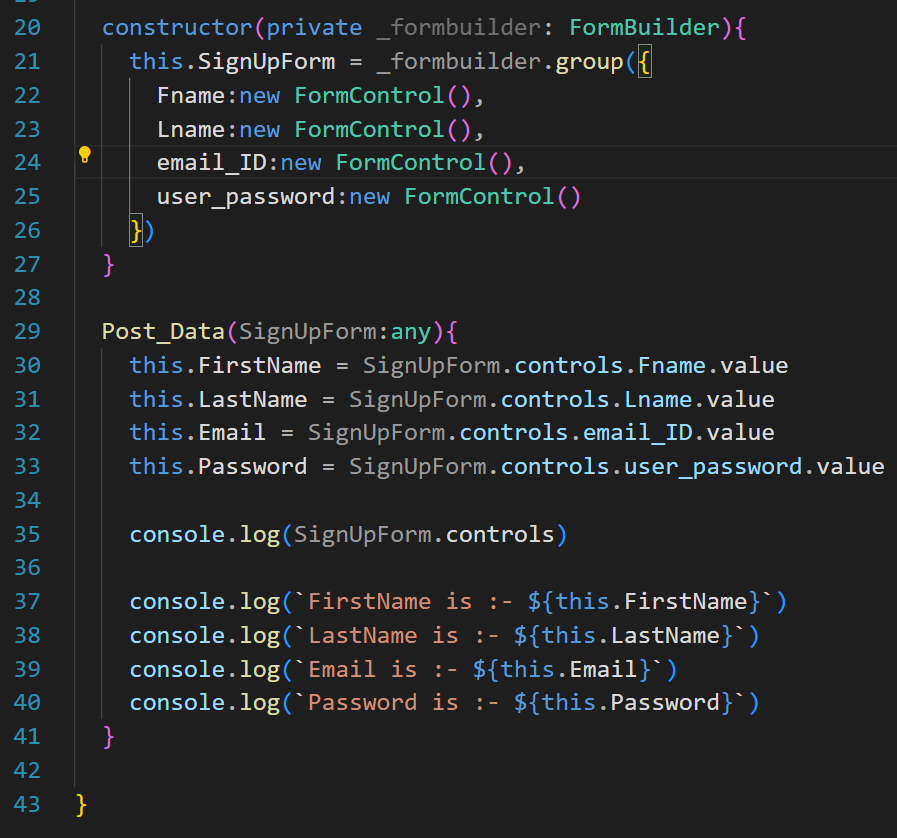 20 constructor(private _formbuilder: FormBuilder){
21 this.SignUpForm = _formbuilder.group({
22 Fname:new FormControl(),
23 Lname:new FormControl(),
24 email_ID:new FormControl(),
25 user_password:new FormControl()
26 })
27 }
28
29 Post_Data(SignUpForm:any){
30 this.FirstName = SignUpForm.controls.Fname.value
31 this.LastName = SignUpForm.controls.Lname.value
32 this.Email = SignUpForm.controls.email_ID.value
33 this.Password = SignUpForm.controls.user_password.value
34
35 console.log(SignUpForm.controls)
36
37 console.log(`FirstName is :- ${this.FirstName}`)
38 console.log(`LastName is :- ${this.LastName}`)
39 console.log(`Email is :- ${this.Email}`)
40 console.log(`Password is :- ${this.Password}`)
41 }
42
43 }